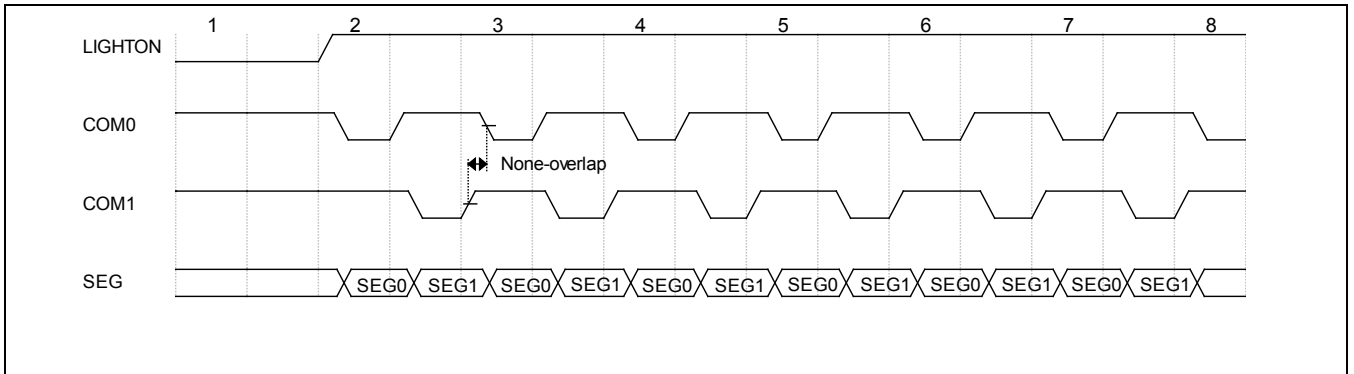 1 2 3 4 5 6 7 8
LIGHTON
COM0
None-overlap
COM1
SEG SEG0 SEG1 SEG0 SEG1 SEG0 SEG1 SEG0 SEG1 SEG0 SEG1 SEG0 SEG1